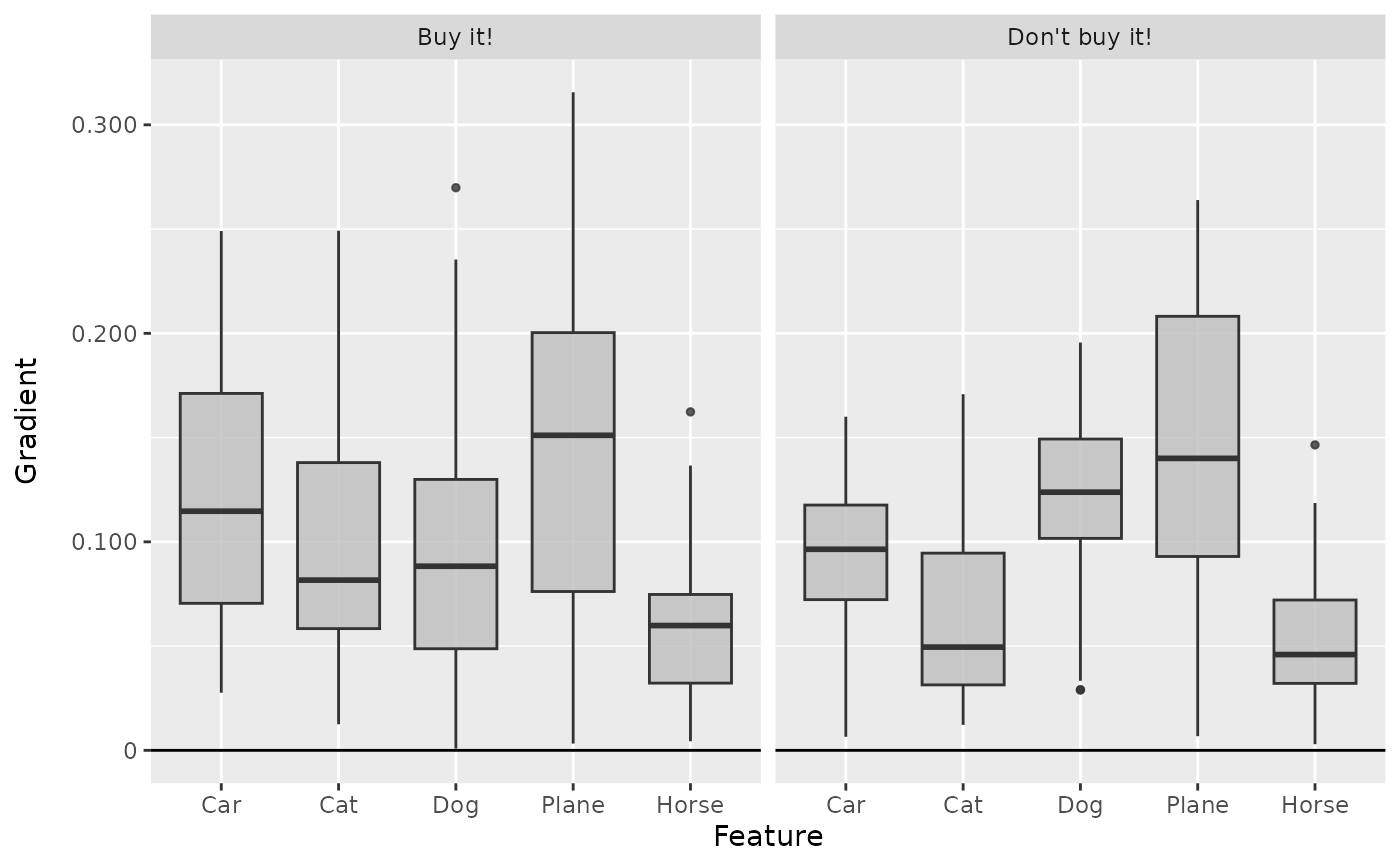 Buy it!
Don't buy it!
Gradient
0.300
0.200
0.100
0
Car Cat Dog Plane Horse
Car Cat Dog Plane Horse
Feature